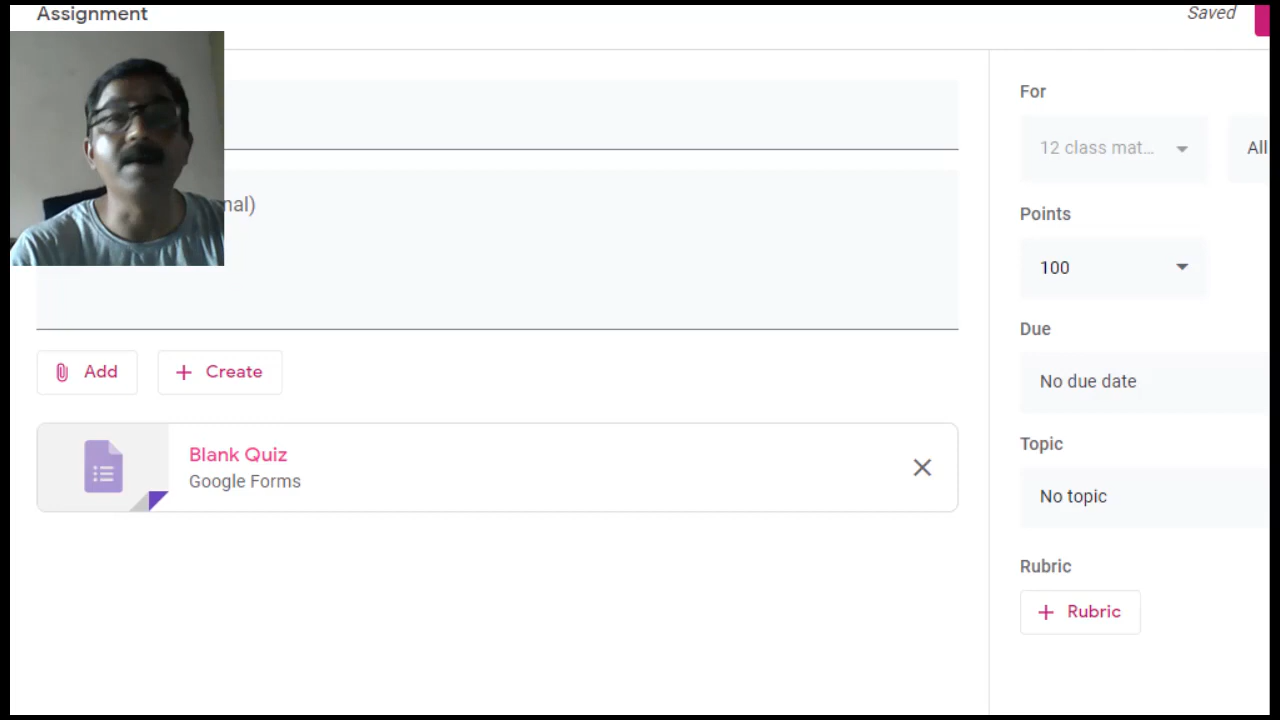 Assignment
Saved
For
12 class mat...
All
nal)
Points
100
Due
No due date
Add
Create
Topic
No topic
Blank Quiz
Google Forms
Rubric
Rubric